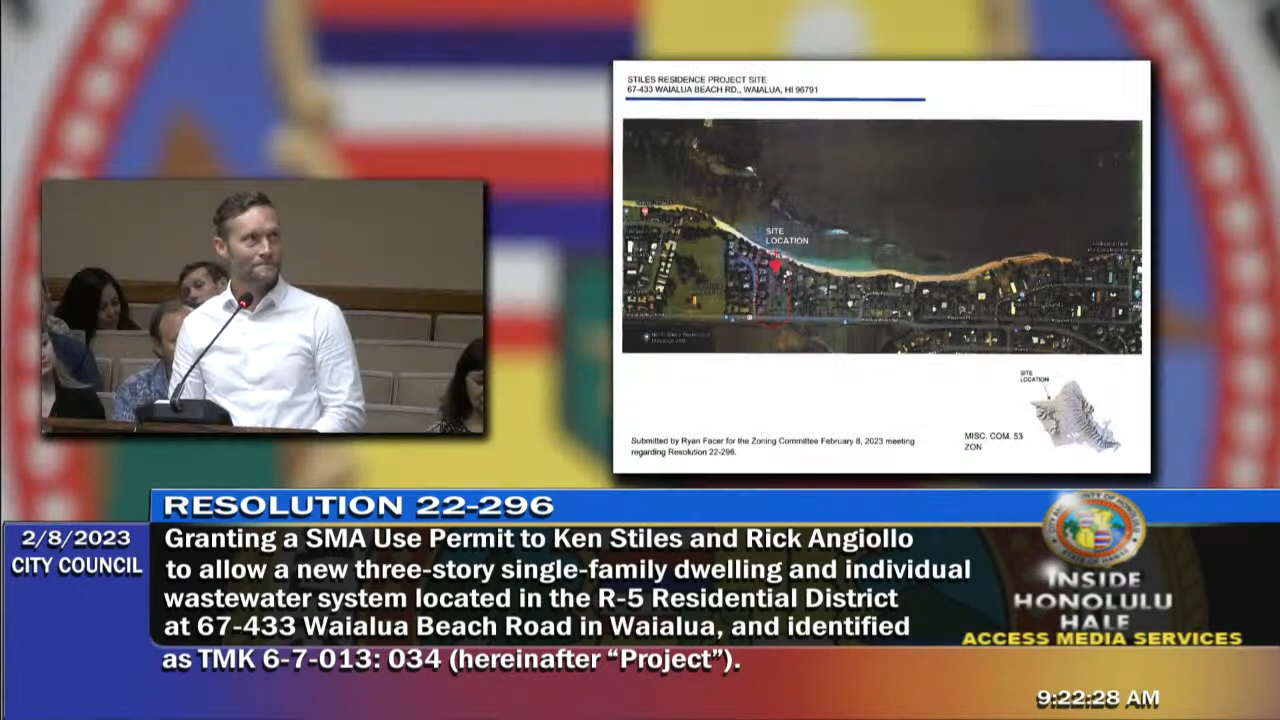 STILES RESIDENCE PROJECT SITE
67-433 WAIALUA BEACH RD., WAIALUA, HI 96791
SITE
LOCATION
SITE
LOCATION
Submitted by Ryan Facer for the Zoning Committee February 8, 2023 meeting
regarding Resolution 22-296.
MISC. COM. 53
ZON
RESOLUTION 22-296
2/8/2023
CITY COUNCIL
Granting a SMA Use Permit to Ken Stiles and Rick Angiollo
to allow a new three-story single-family dwelling and individual
wastewater system located in the R-5 Residential District
at 67-433 Waialua Beach Road in Waialua, and identified
as TMK 6-7-013: 034 (hereinafter “Project”).
INSIDE
HONOLULU
HALE
ACCESS MEDIA SERVICES
9:22:28 AM